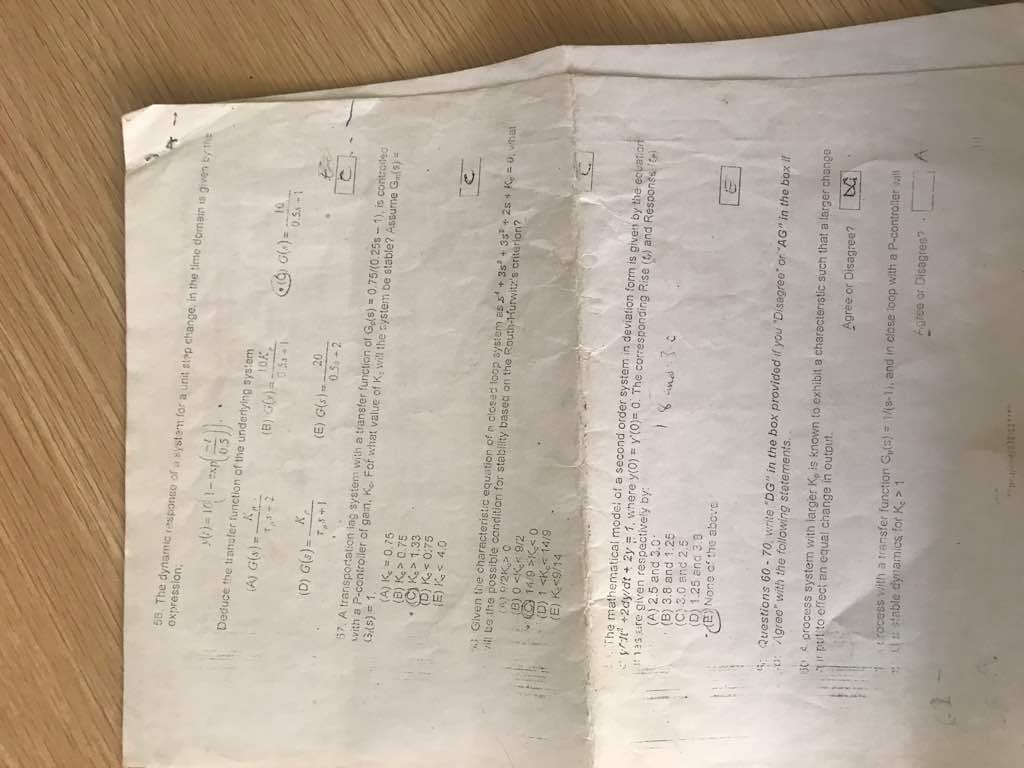 56. The dynamic response of a system for a unit step change, in the time domain is given by the
expression;
y(t) = 10(1 − exp(−t/0.5)).
Deduce the transfer function of the underlying system
(A) G(s) = Kp / τps + 2 (B) G(s) = 10Kp / 0.5s + 1 (C) G(s) = 10 / 0.5s − 1
(D) G(s) = Kp / τps + 1 (E) G(s) = 20 / 0.5s + 2
C
57. A transportation lag system with a transfer function of Gp(s) = 0.75/(0.25s − 1), is controlled
with a P-controller of gain, Kc. For what value of Kc will the system be stable? Assume Gm(s) =
Gf(s) = 1.
(A) Kc = 0.75
(B) Kc > 0.75
(C) Kc > 1.33
(D) Kc < 0.75
(E) Kc < 4.0
C
Given the characteristic equation of a closed loop system as s⁴ + 3s³ + 3s² + 2s + Kc = 0, what
will be the possible condition for stability based on the Routh-Hurwitz's criterion?
(A) 9/2Kc > 0
(B) 0 <Kc< 9/2
(C) 14/9 >Kc< 0
(D) 1 <Kc< 14/9
(E) Kc<9/14
C
The mathematical model of a second order system in deviation form is given by the equation
y/dt² +2dy/dt + 2y = 1, where y(0) = y'(0)= 0. The corresponding Rise (tr) and Response
are given respectively by:
(A) 2.5 and 3.0
(B) 3.8 and 1.25
(C) 3.0 and 2.5
(D) 1.25 and 3.8
(E) None of the above
E
Questions 60 - 70, write "DG" in the box provided if you "Disagree" or "AG" in the box if
Agree" with the following statements.
60. A process system with larger Kp is known to exhibit a characteristic such that a larger change
input to effect an equal change in output.
Agree or Disagree? DG
process with a transfer function Gp(s) = 1/(s-1), and in close loop with a P-controller will
stable dynamics for Kc > 1
Agree or Disagree? A